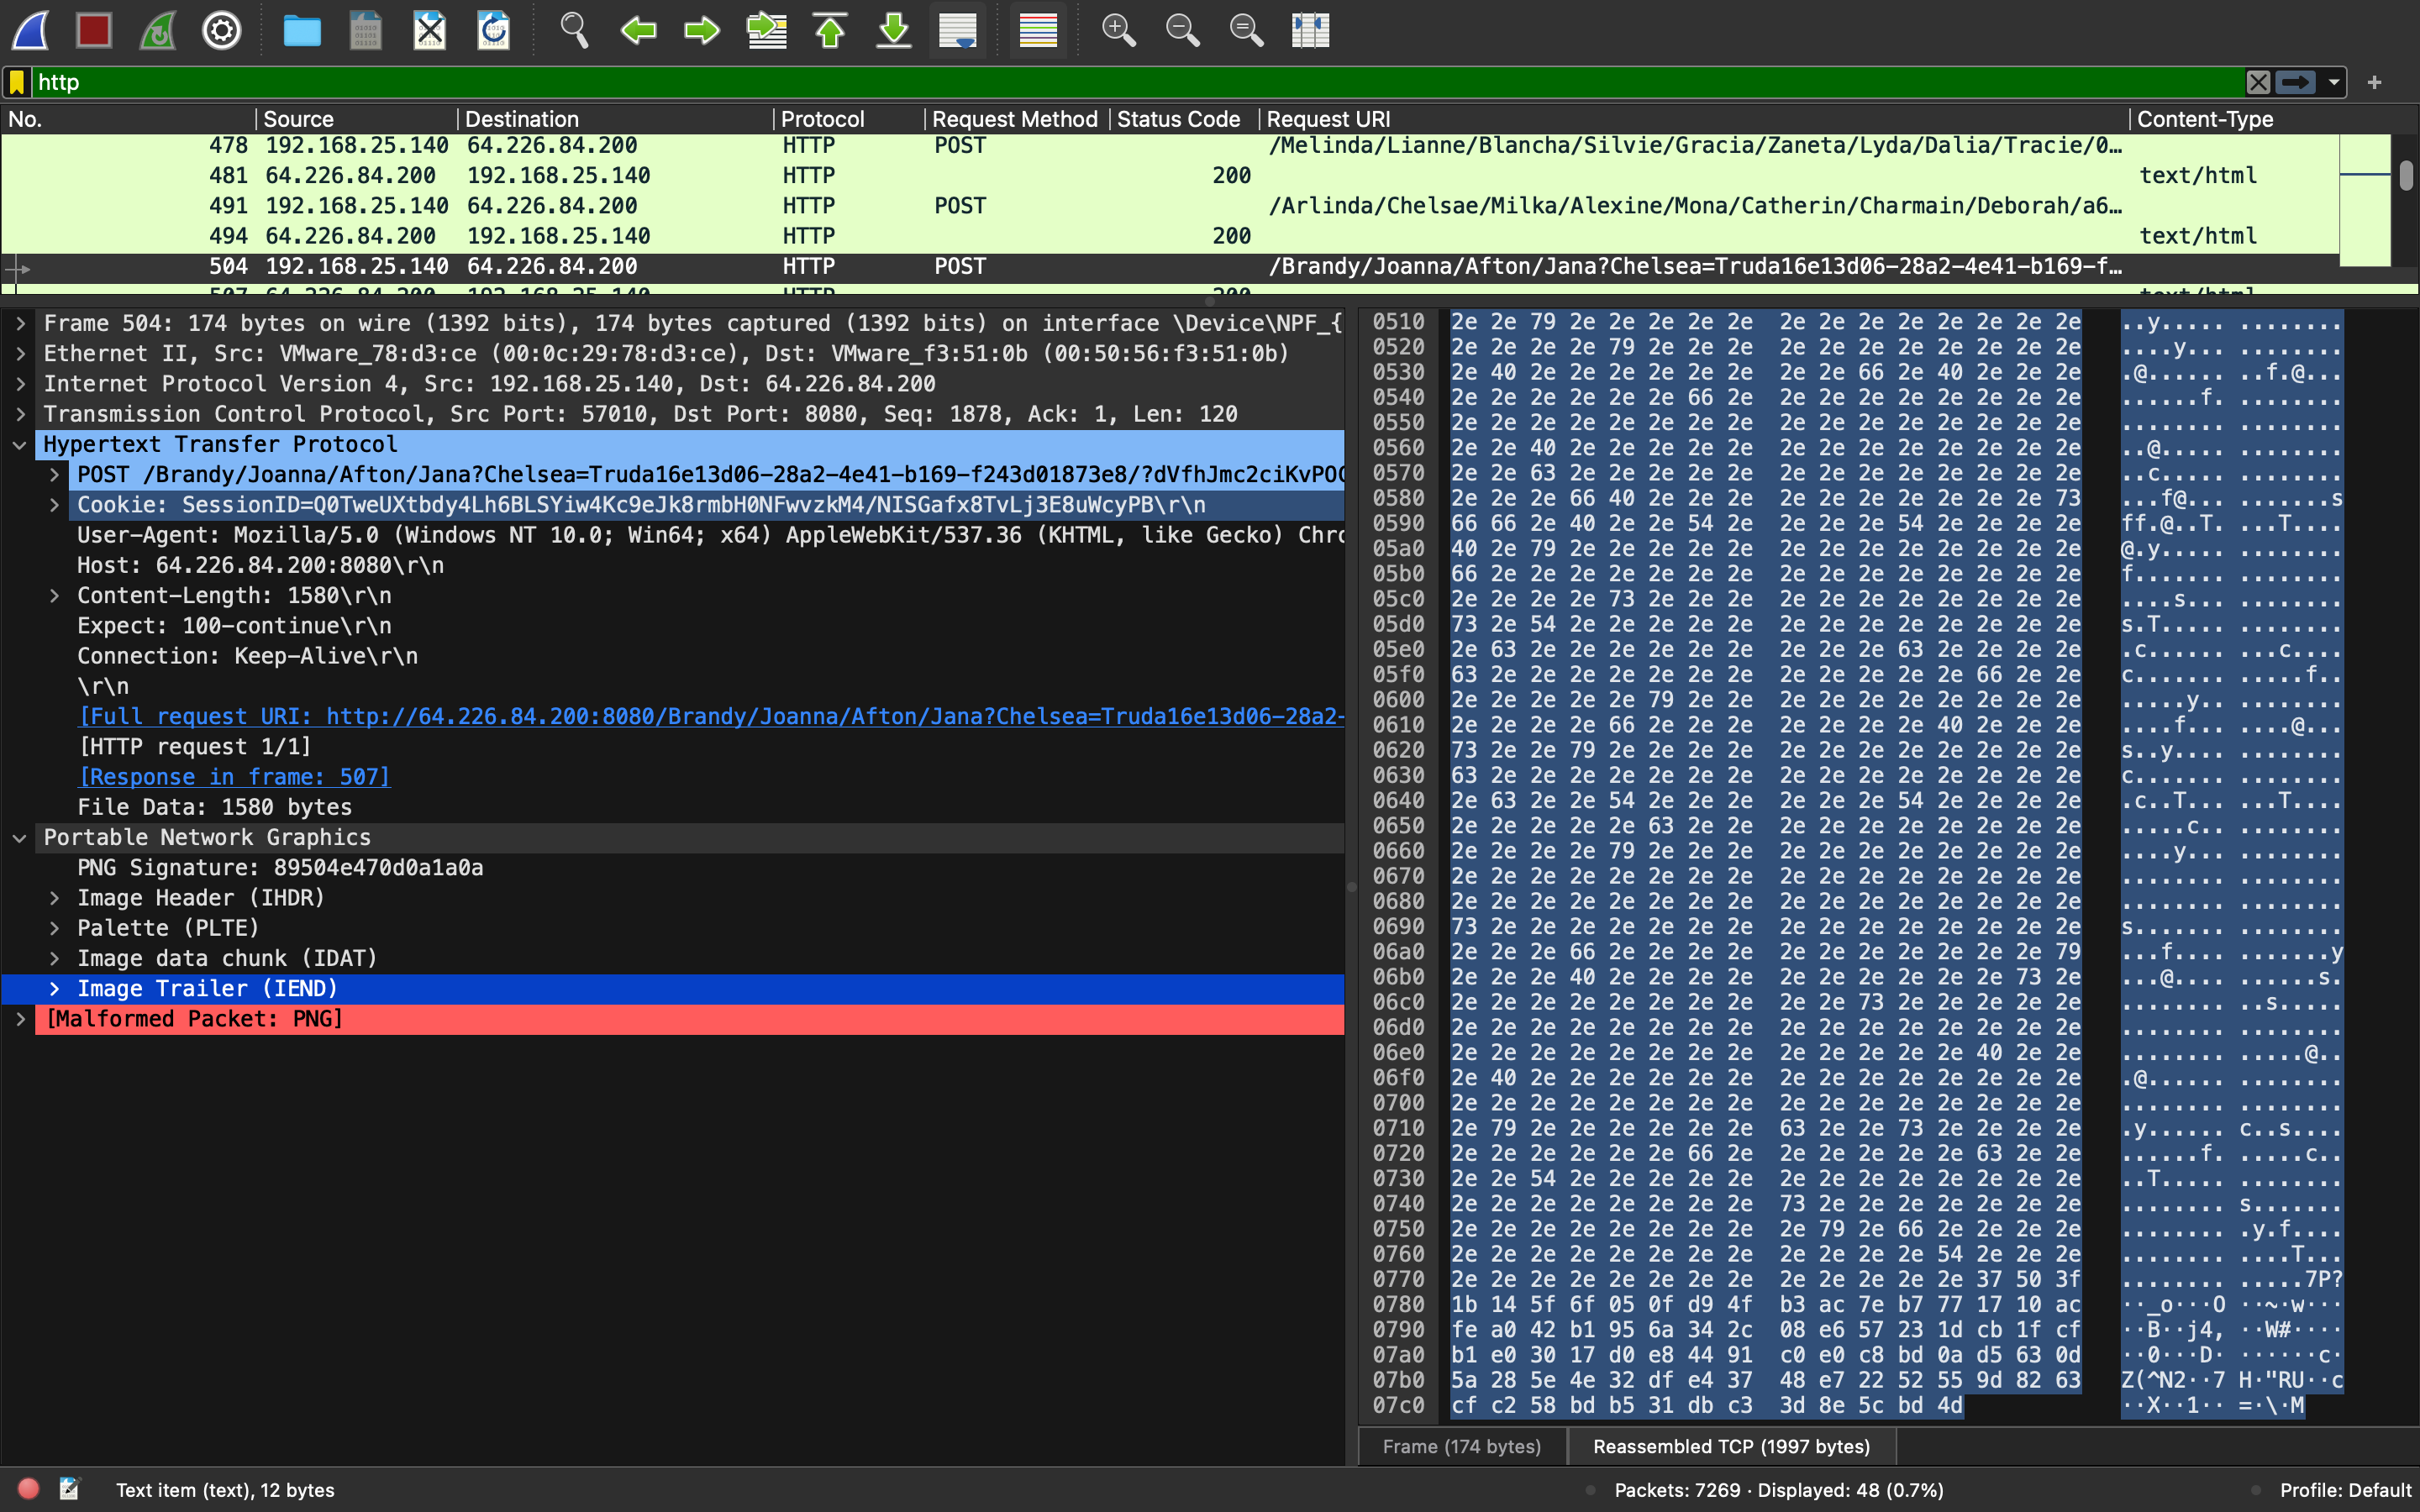 http
No. Source Destination Protocol Request Method Status Code Request URI Content-Type
478 192.168.25.140 64.226.84.200 HTTP POST /Melinda/Lianne/Blancha/Silvie/Gracia/Zaneta/Lyda/Dalia/Tracie/0…
481 64.226.84.200 192.168.25.140 HTTP 200 text/html
491 192.168.25.140 64.226.84.200 HTTP POST /Arlinda/Chelsae/Milka/Alexine/Mona/Catherin/Charmain/Deborah/a6…
494 64.226.84.200 192.168.25.140 HTTP 200 text/html
504 192.168.25.140 64.226.84.200 HTTP POST /Brandy/Joanna/Afton/Jana?Chelsea=Truda16e13d06-28a2-4e41-b169-f…
Frame 504: 174 bytes on wire (1392 bits), 174 bytes captured (1392 bits) on interface \Device\NPF_{
Ethernet II, Src: VMware_78:d3:ce (00:0c:29:78:d3:ce), Dst: VMware_f3:51:0b (00:50:56:f3:51:0b)
Internet Protocol Version 4, Src: 192.168.25.140, Dst: 64.226.84.200
Transmission Control Protocol, Src Port: 57010, Dst Port: 8080, Seq: 1878, Ack: 1, Len: 120
Hypertext Transfer Protocol
POST /Brandy/Joanna/Afton/Jana?Chelsea=Truda16e13d06-28a2-4e41-b169-f243d01873e8/?dVfhJmc2ciKvPOC
Cookie: SessionID=Q0TweUXtbdy4Lh6BLSYiw4Kc9eJk8rmbH0NFwvzkM4/NISGafx8TvLj3E8uWcyPB\r\n
User-Agent: Mozilla/5.0 (Windows NT 10.0; Win64; x64) AppleWebKit/537.36 (KHTML, like Gecko) Chro
Host: 64.226.84.200:8080\r\n
Content-Length: 1580\r\n
Expect: 100-continue\r\n
Connection: Keep-Alive\r\n
\r\n
[Full request URI: http://64.226.84.200:8080/Brandy/Joanna/Afton/Jana?Chelsea=Truda16e13d06-28a2-
[HTTP request 1/1]
[Response in frame: 507]
File Data: 1580 bytes
Portable Network Graphics
PNG Signature: 89504e470d0a1a0a
Image Header (IHDR)
Palette (PLTE)
Image data chunk (IDAT)
Image Trailer (IEND)
[Malformed Packet: PNG]
0510 2e 2e 79 2e 2e 2e 2e 2e 2e 2e 2e 2e 2e 2e 2e 2e ..y..... ........
0520 2e 2e 2e 2e 79 2e 2e 2e 2e 2e 2e 2e 2e 2e 2e 2e ....y... ........
0530 2e 40 2e 2e 2e 2e 2e 2e 2e 2e 66 2e 40 2e 2e 2e .@...... ..f.@...
0540 2e 2e 2e 2e 2e 2e 66 2e 2e 2e 2e 2e 2e 2e 2e 2e ......f. ........
0550 2e 2e 2e 2e 2e 2e 2e 2e 2e 2e 2e 2e 2e 2e 2e 2e ........ ........
0560 2e 2e 40 2e 2e 2e 2e 2e 2e 2e 2e 2e 2e 2e 2e 2e ..@..... ........
0570 2e 2e 63 2e 2e 2e 2e 2e 2e 2e 2e 2e 2e 2e 2e 2e ..c..... ........
0580 2e 2e 2e 66 40 2e 2e 2e 2e 2e 2e 2e 2e 2e 2e 73 ...f@... .......s
0590 66 66 2e 40 2e 2e 54 2e 2e 2e 2e 54 2e 2e 2e 2e ff.@..T. ...T....
05a0 40 2e 79 2e 2e 2e 2e 2e 2e 2e 2e 2e 2e 2e 2e 2e @.y..... ........
05b0 66 2e 2e 2e 2e 2e 2e 2e 2e 2e 2e 2e 2e 2e 2e 2e f....... ........
05c0 2e 2e 2e 2e 73 2e 2e 2e 2e 2e 2e 2e 2e 2e 2e 2e ....s... ........
05d0 73 2e 54 2e 2e 2e 2e 2e 2e 2e 2e 2e 2e 2e 2e 2e s.T..... ........
05e0 2e 63 2e 2e 2e 2e 2e 2e 2e 2e 2e 63 2e 2e 2e 2e .c...... ...c....
05f0 63 2e 2e 2e 2e 2e 2e 2e 2e 2e 2e 2e 2e 66 2e 2e c....... .....f..
0600 2e 2e 2e 2e 2e 79 2e 2e 2e 2e 2e 2e 2e 2e 2e 2e .....y.. ........
0610 2e 2e 2e 2e 66 2e 2e 2e 2e 2e 2e 2e 40 2e 2e 2e ....f... ....@...
0620 73 2e 2e 79 2e 2e 2e 2e 2e 2e 2e 2e 2e 2e 2e 2e s..y.... ........
0630 63 2e 2e 2e 2e 2e 2e 2e 2e 2e 2e 2e 2e 2e 2e 2e c....... ........
0640 2e 63 2e 2e 54 2e 2e 2e 2e 2e 2e 54 2e 2e 2e 2e .c..T... ...T....
0650 2e 2e 2e 2e 2e 63 2e 2e 2e 2e 2e 2e 2e 2e 2e 2e .....c.. ........
0660 2e 2e 2e 2e 79 2e 2e 2e 2e 2e 2e 2e 2e 2e 2e 2e ....y... ........
0670 2e 2e 2e 2e 2e 2e 2e 2e 2e 2e 2e 2e 2e 2e 2e 2e ........ ........
0680 2e 2e 2e 2e 2e 2e 2e 2e 2e 2e 2e 2e 2e 2e 2e 2e ........ ........
0690 73 2e 2e 2e 2e 2e 2e 2e 2e 2e 2e 2e 2e 2e 2e 2e s....... ........
06a0 2e 2e 2e 66 2e 2e 2e 2e 2e 2e 2e 2e 2e 2e 2e 79 ...f.... .......y
06b0 2e 2e 2e 40 2e 2e 2e 2e 2e 2e 2e 2e 2e 2e 73 2e ...@.... ......s.
06c0 2e 2e 2e 2e 2e 2e 2e 2e 2e 2e 73 2e 2e 2e 2e 2e ........ ..s.....
06d0 2e 2e 2e 2e 2e 2e 2e 2e 2e 2e 2e 2e 2e 2e 2e 2e ........ ........
06e0 2e 2e 2e 2e 2e 2e 2e 2e 2e 2e 2e 2e 2e 40 2e 2e ........ .....@..
06f0 2e 40 2e 2e 2e 2e 2e 2e 2e 2e 2e 2e 2e 2e 2e 2e .@...... ........
0700 2e 2e 2e 2e 2e 2e 2e 2e 2e 2e 2e 2e 2e 2e 2e 2e ........ ........
0710 2e 79 2e 2e 2e 2e 2e 2e 63 2e 2e 73 2e 2e 2e 2e .y...... c..s....
0720 2e 2e 2e 2e 2e 2e 66 2e 2e 2e 2e 2e 2e 63 2e 2e ......f. .....c..
0730 2e 2e 54 2e 2e 2e 2e 2e 2e 2e 2e 2e 2e 2e 2e 2e ..T..... ........
0740 2e 2e 2e 2e 2e 2e 2e 2e 73 2e 2e 2e 2e 2e 2e 2e ........ s.......
0750 2e 2e 2e 2e 2e 2e 2e 2e 2e 79 2e 66 2e 2e 2e 2e ........ .y.f....
0760 2e 2e 2e 2e 2e 2e 2e 2e 2e 2e 2e 2e 54 2e 2e 2e ........ ....T...
0770 2e 2e 2e 2e 2e 2e 2e 2e 2e 2e 2e 2e 2e 37 50 3f ........ .....7P?
0780 1b 14 5f 6f 05 0f d9 4f b3 ac 7e b7 77 17 10 ac ··_o···O ··~·w···
0790 fe a0 42 b1 95 6a 34 2c 08 e6 57 23 1d cb 1f cf ··B··j4, ··W#····
07a0 b1 e0 30 17 d0 e8 44 91 c0 e0 c8 bd 0a d5 63 0d ··0···D· ······c·
07b0 5a 28 5e 4e 32 df e4 37 48 e7 22 52 55 9d 82 63 Z(^N2··7 H·"RU··c
07c0 cf c2 58 bd b5 31 db c3 3d 8e 5c bd 4d ··X··1·· =·\·M
Frame (174 bytes) Reassembled TCP (1997 bytes)
Text item (text), 12 bytes Packets: 7269 · Displayed: 48 (0.7%) Profile: Default